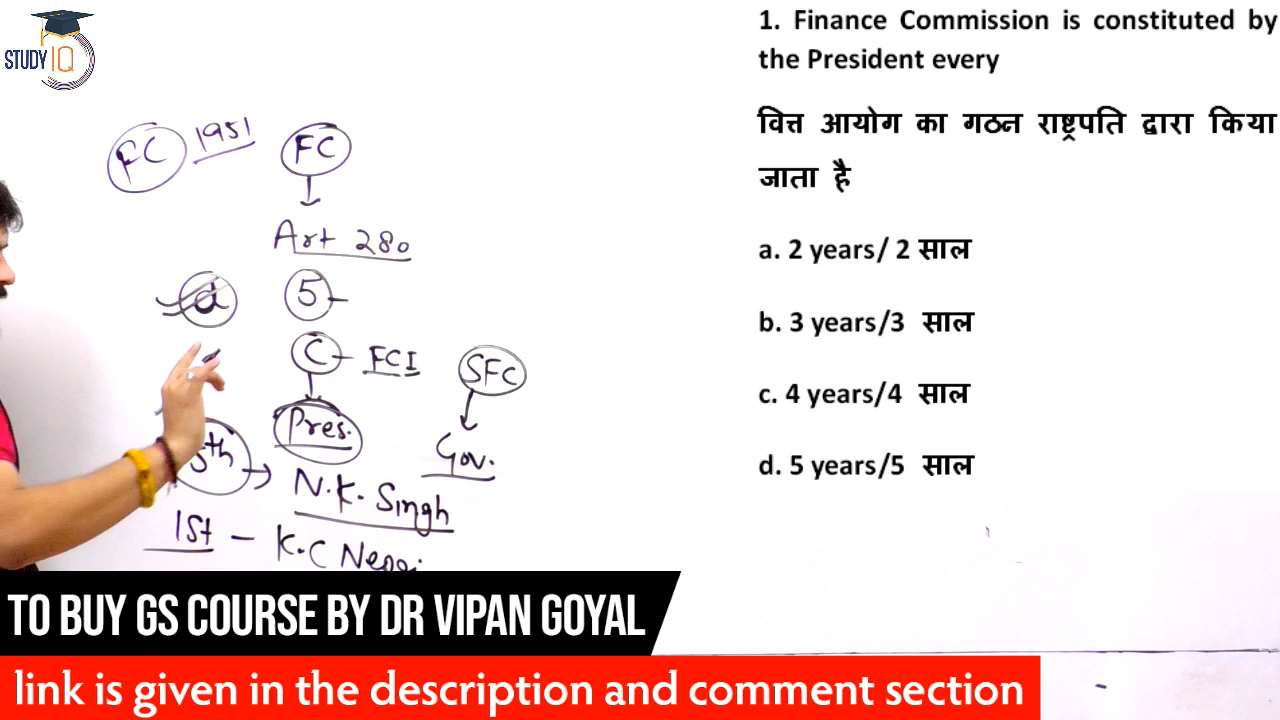 STUDY IQ
FC 1951
FC
Art 280
d
5
C - FCI
SFC
Pres.
Gov.
N.K. Singh
1st - K.C
1. Finance Commission is constituted by
the President every
वित्त आयोग का गठन राष्ट्रपति द्वारा किया
जाता है
a. 2 years/ 2 साल
b. 3 years/3 साल
c. 4 years/4 साल
d. 5 years/5 साल
TO BUY GS COURSE BY DR VIPAN GOYAL
link is given in the description and comment section